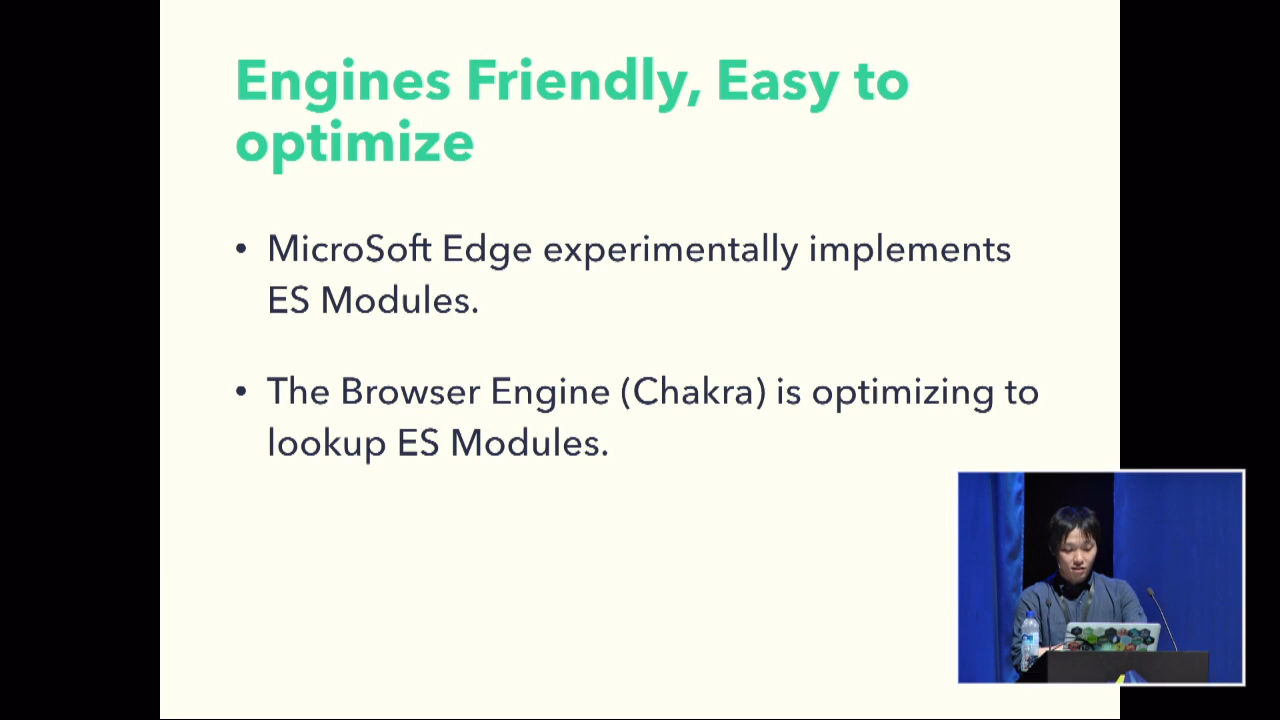 Engines Friendly, Easy to
optimize
• MicroSoft Edge experimentally implements
ES Modules.
• The Browser Engine (Chakra) is optimizing to
lookup ES Modules.